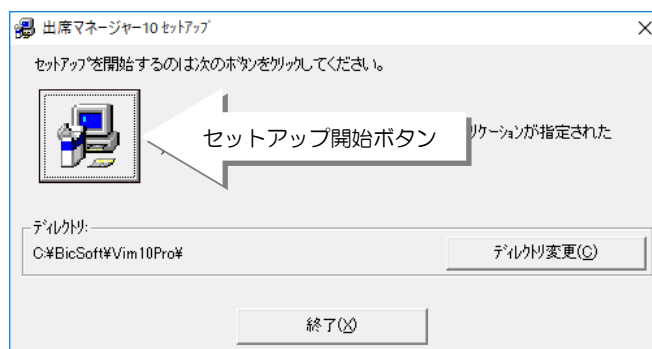 出席マネージャー10 ｾｯﾄｱｯﾌﾟ
ｾｯﾄｱｯﾌﾟを開始するのは次のﾎﾞﾀﾝをｸﾘｯｸしてください。
セットアップ開始ボタン
ﾘｹｰｼｮﾝが指定された
ﾃﾞｨﾚｸﾄﾘ:
C:¥BicSoft¥Vim10Pro¥
ﾃﾞｨﾚｸﾄﾘ変更(C)
終了(X)